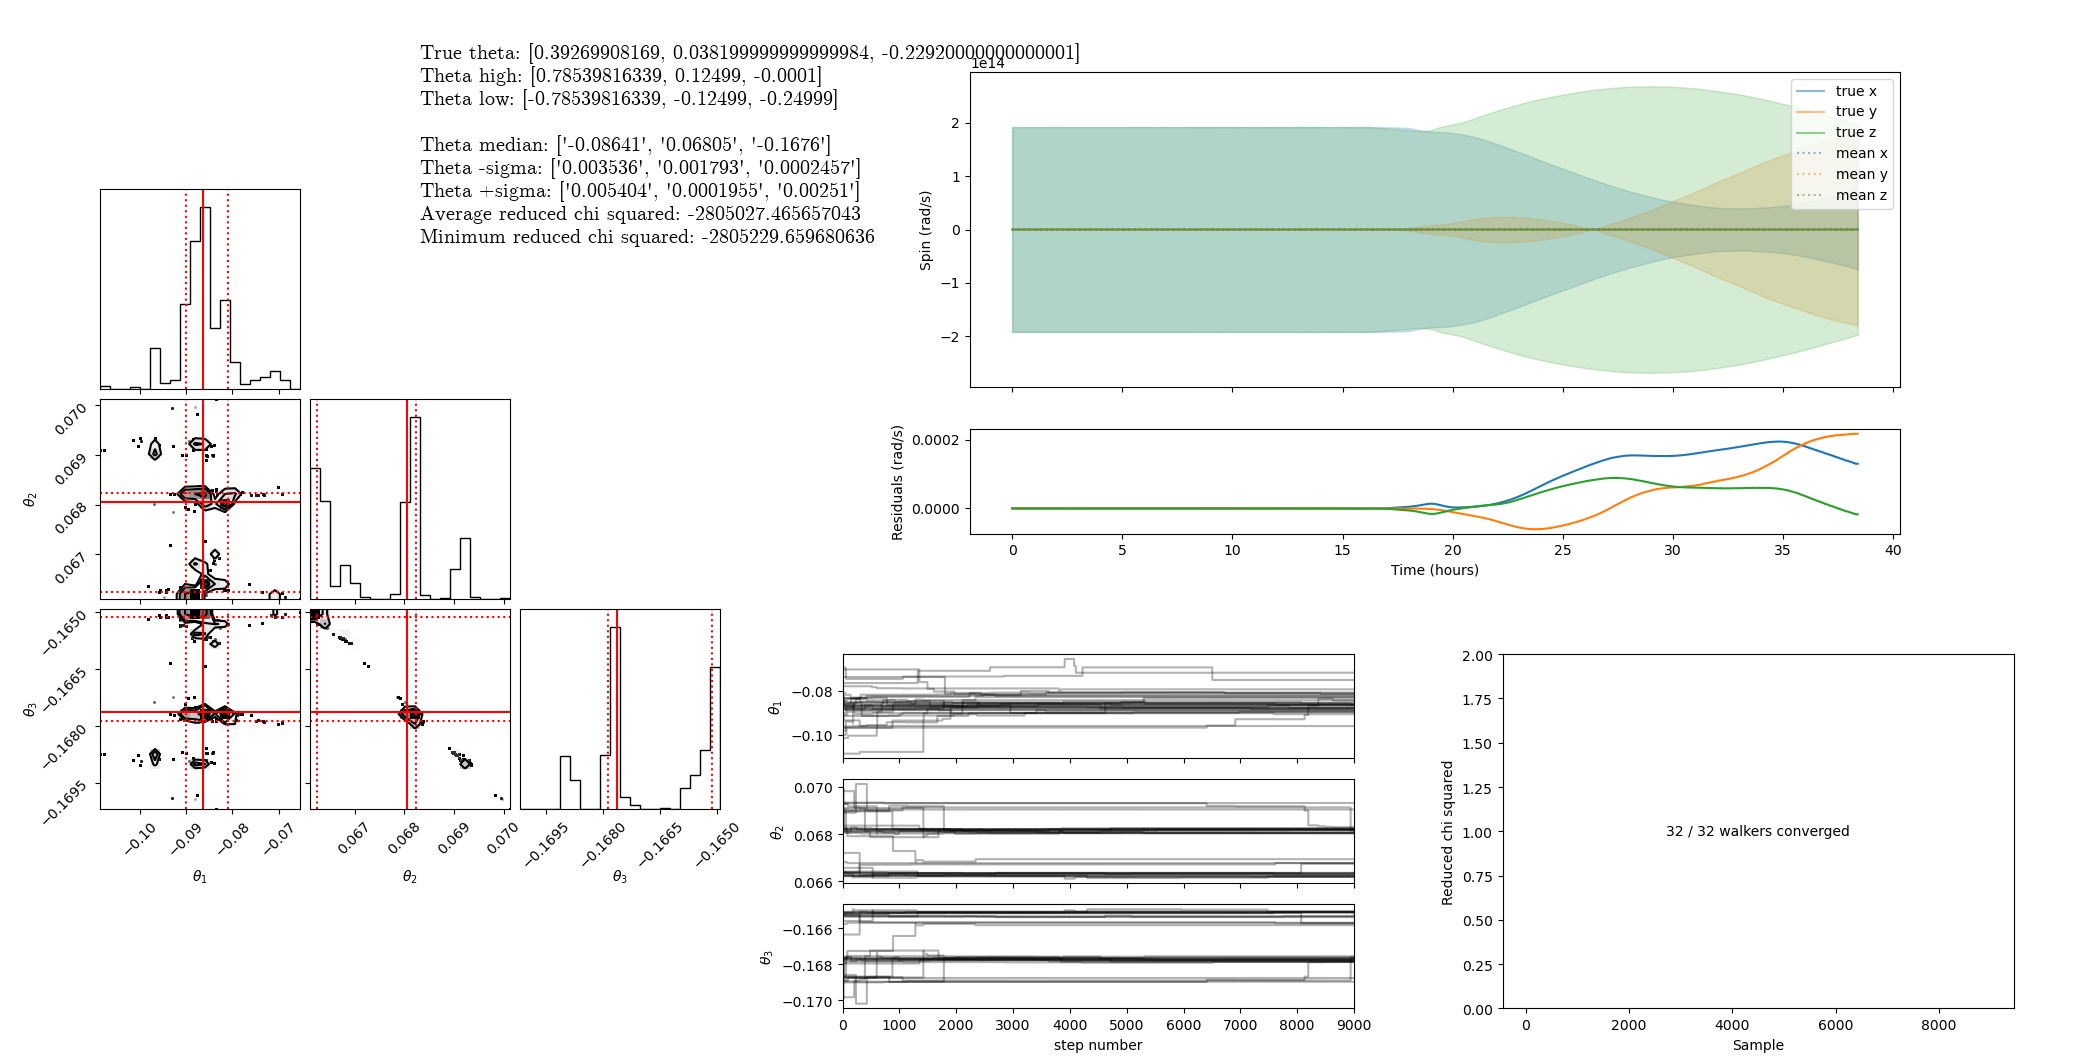 True theta: [0.39269908169, 0.038199999999999984, -0.22920000000000001]
Theta high: [0.78539816339, 0.12499, -0.0001]
Theta low: [-0.78539816339, -0.12499, -0.24999]
Theta median: ['-0.08641', '0.06805', '-0.1676']
Theta -sigma: ['0.003536', '0.001793', '0.0002457']
Theta +sigma: ['0.005404', '0.0001955', '0.00251']
Average reduced chi squared: -2805027.465657043
Minimum reduced chi squared: -2805229.659680636
1e14
Spin (rad/s)
2
1
0
−1
−2
true x
true y
true z
mean x
mean y
mean z
Residuals (rad/s)
0.0002
0.0000
0 5 10 15 20 25 30 35 40
Time (hours)
θ2
0.070
0.069
0.068
0.067
θ3
−0.1650
−0.1665
−0.1680
−0.1695
−0.10 −0.09 −0.08 −0.07
θ1
0.067 0.068 0.069 0.070
θ2
−0.1695 −0.1680 −0.1665 −0.1650
θ3
θ1
−0.08
−0.10
θ2
0.070
0.068
0.066
θ3
−0.166
−0.168
−0.170
0 1000 2000 3000 4000 5000 6000 7000 8000 9000
step number
Reduced chi squared
2.00
1.75
1.50
1.25
1.00
0.75
0.50
0.25
0.00
32 / 32 walkers converged
0 2000 4000 6000 8000
Sample